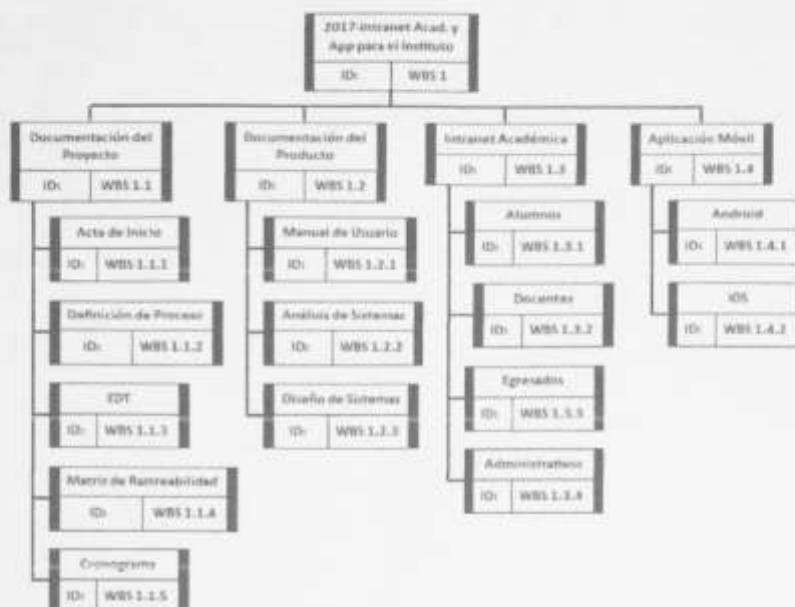 2017-Intranet Acad. y
App para el Instituto
ID: WBS 1
Documentación del
Proyecto
ID: WBS 1.1
Acta de Inicio
ID: WBS 1.1.1
Definición de Proceso
ID: WBS 1.1.2
EDT
ID: WBS 1.1.3
Matriz de Rastreabilidad
ID: WBS 1.1.4
Cronograma
ID: WBS 1.1.5
Documentación del
Producto
ID: WBS 1.2
Manual de Usuario
ID: WBS 1.2.1
Análisis de Sistemas
ID: WBS 1.2.2
Diseño de Sistemas
ID: WBS 1.2.3
Intranet Académica
ID: WBS 1.3
Alumnos
ID: WBS 1.3.1
Docentes
ID: WBS 1.3.2
Egresados
ID: WBS 1.3.3
Administrativos
ID: WBS 1.3.4
Aplicación Móvil
ID: WBS 1.4
Android
ID: WBS 1.4.1
IOS
ID: WBS 1.4.2